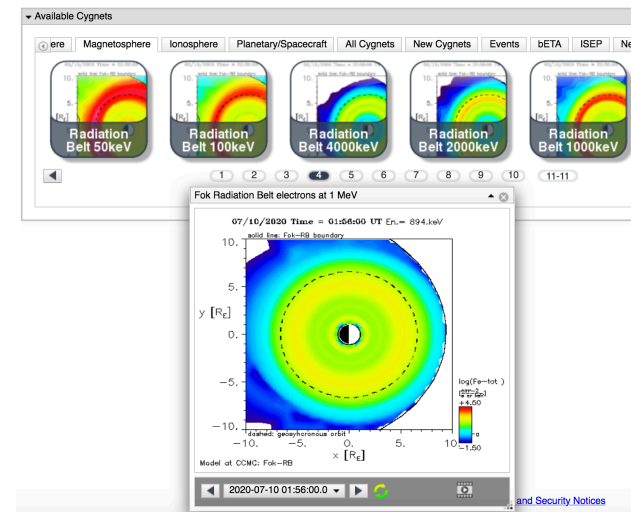 Available Cygnets
ere Magnetosphere Ionosphere Planetary/Spacecraft All Cygnets New Cygnets Events bETA ISEP Ne
Radiation Belt 50keV
Radiation Belt 100keV
Radiation Belt 4000keV
Radiation Belt 2000keV
Radiation Belt 1000keV
1 2 3 4 5 6 7 8 9 10 11-11
Fok Radiation Belt electrons at 1 MeV
07/10/2020 Time = 01:56:00 UT En.= 894.keV
solid line: Fok-RB boundary
10.
5.
y [RE]
0.
-5.
log(Fe-tot )
+4.50
0
-1.50
-10.
dashed: geosynchronous orbit
-10. -5. 0. 5. 10
x [RE]
Model at CCMC: Fok-RB
2020-07-10 01:56:00.0
and Security Notices